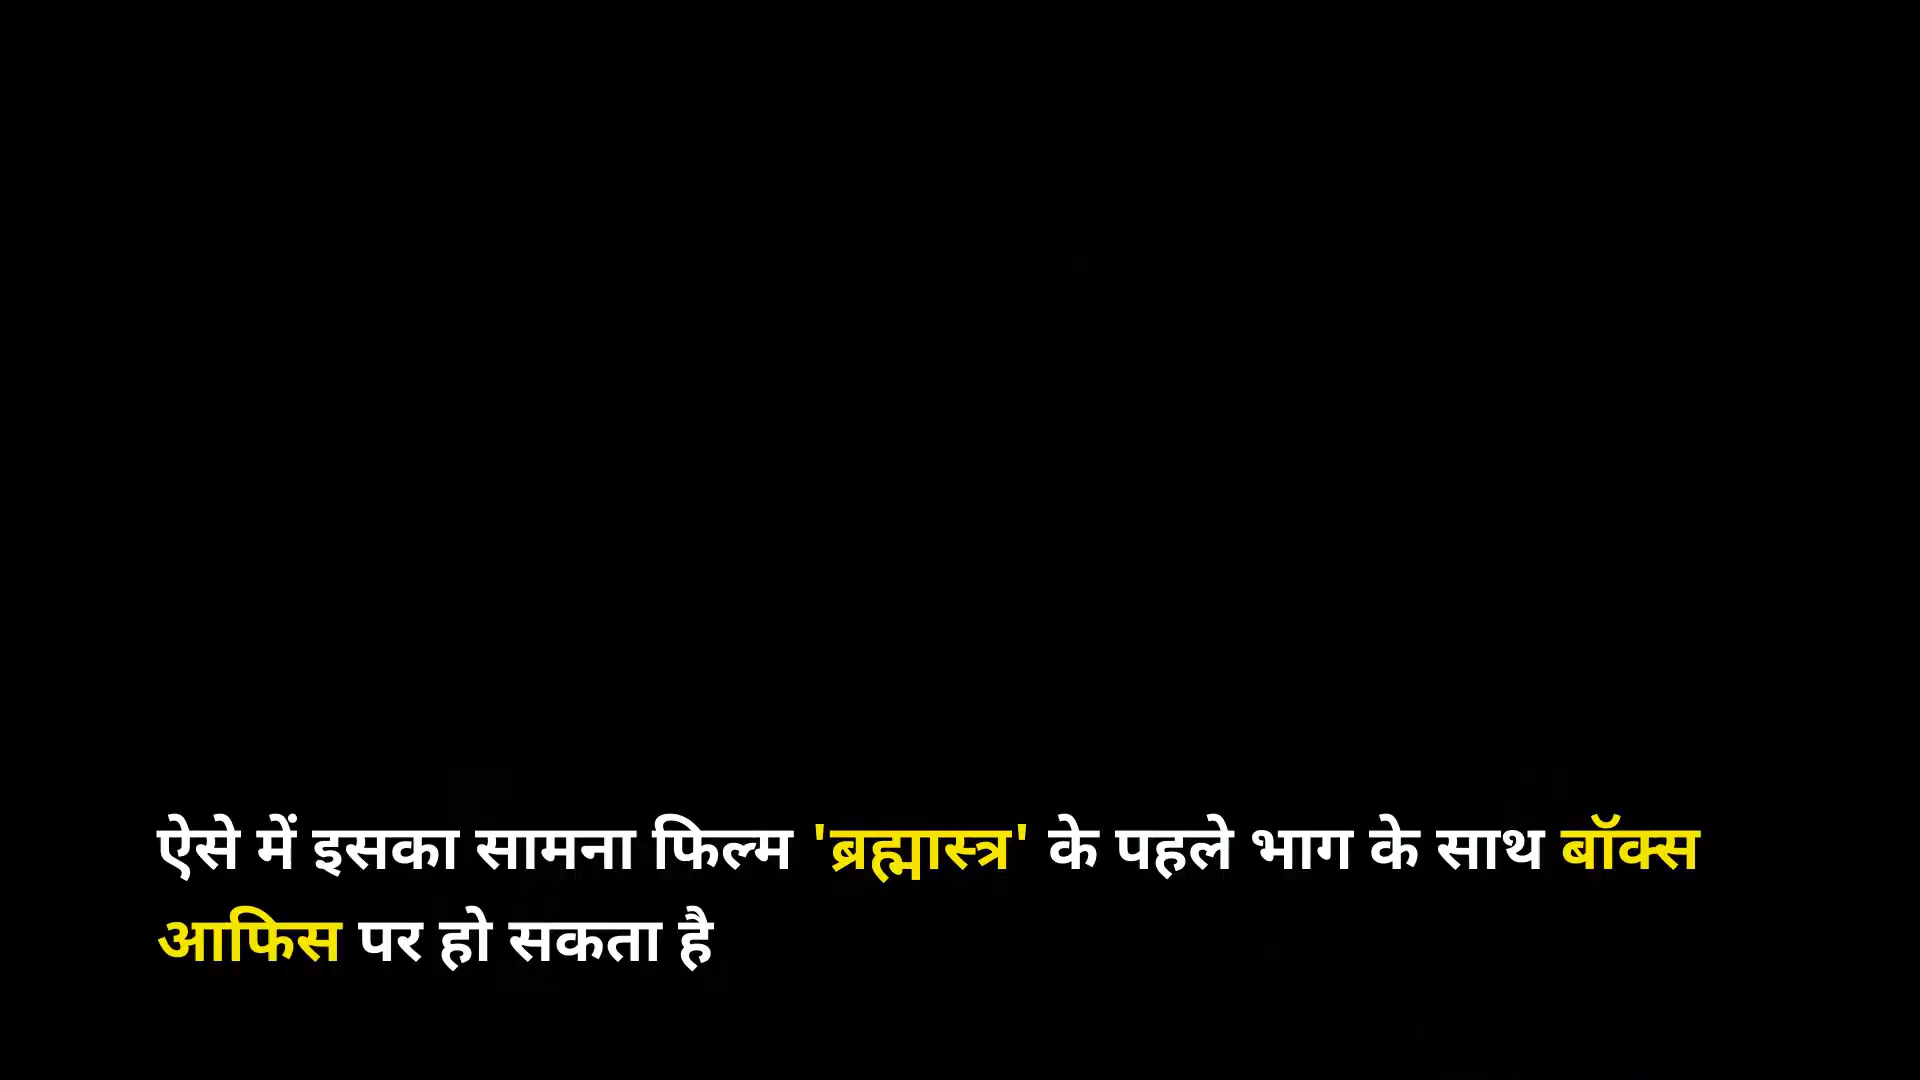 ऐसे में इसका सामना फिल्म 'ब्रह्मास्त्र' के पहले भाग के साथ बॉक्स
आफिस पर हो सकता है